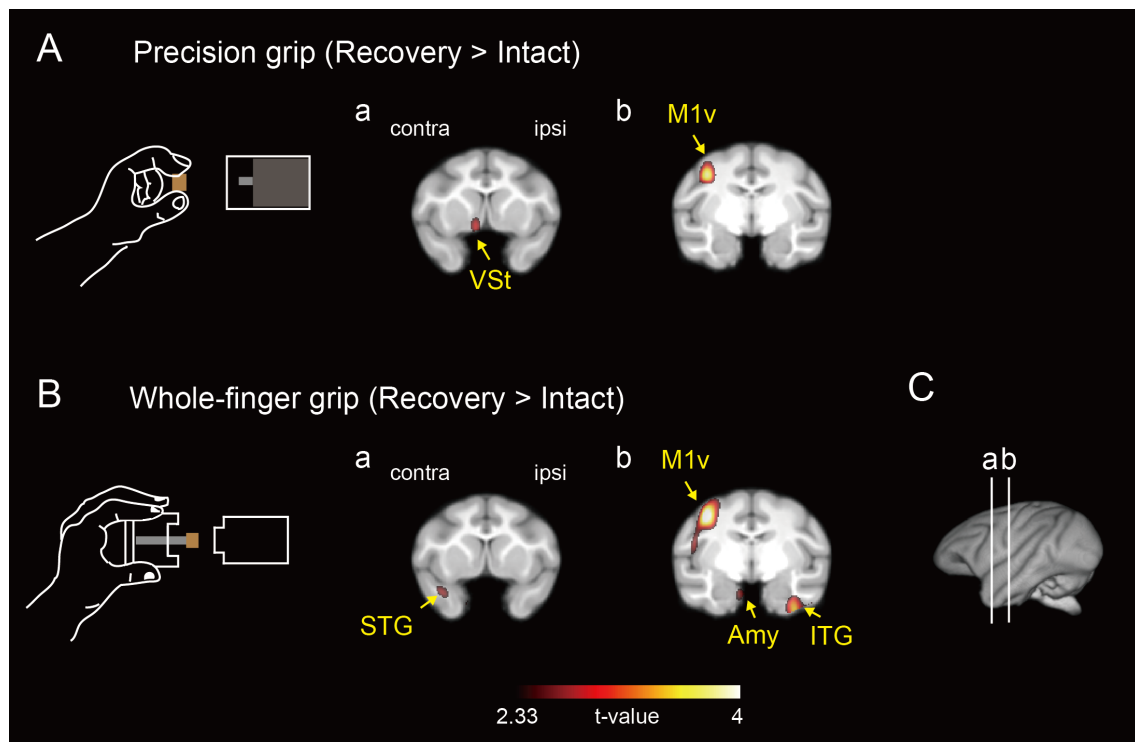 A
Precision grip (Recovery > Intact)
a
contra
ipsi
b
M1v
VSt
B
Whole-finger grip (Recovery > Intact)
a
contra
ipsi
b
M1v
STG
Amy
ITG
C
ab
2.33
t-value
4